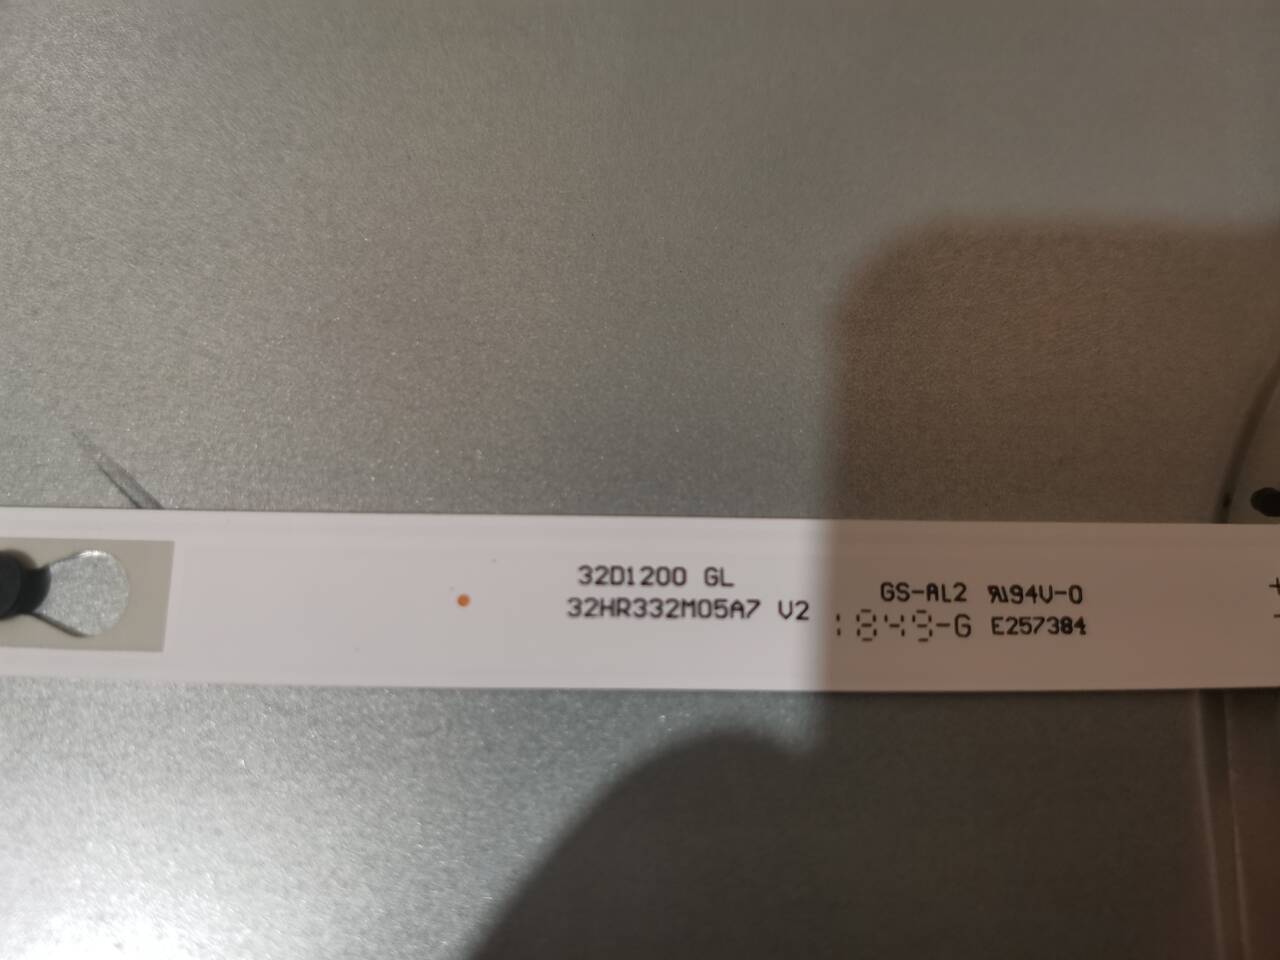 32D1200 GL
32HR332M05A7 V2
GS-AL2 94V-0
1849-G E257384
+
-